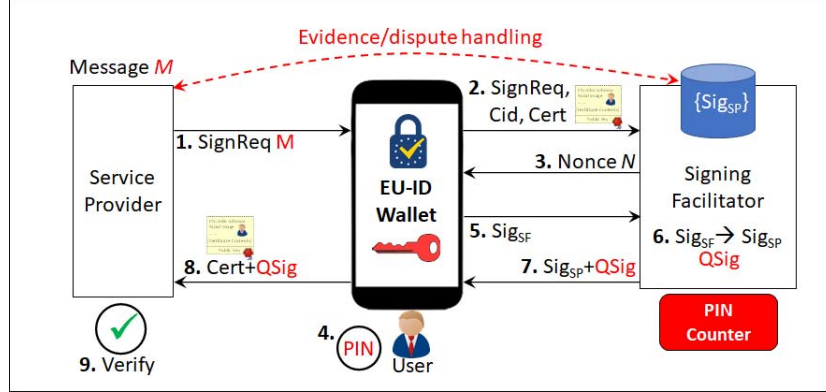 Evidence/dispute handling
Message M
2. SignReq,
Cid, Cert
{Sig_SP}
1. SignReq M
3. Nonce N
Service
Provider
EU-ID
Wallet
Signing
Facilitator
5. Sig_SF
6. Sig_SF → Sig_SP
QSig
8. Cert+QSig
7. Sig_SP+QSig
PIN
Counter
4.
PIN
User
9. Verify